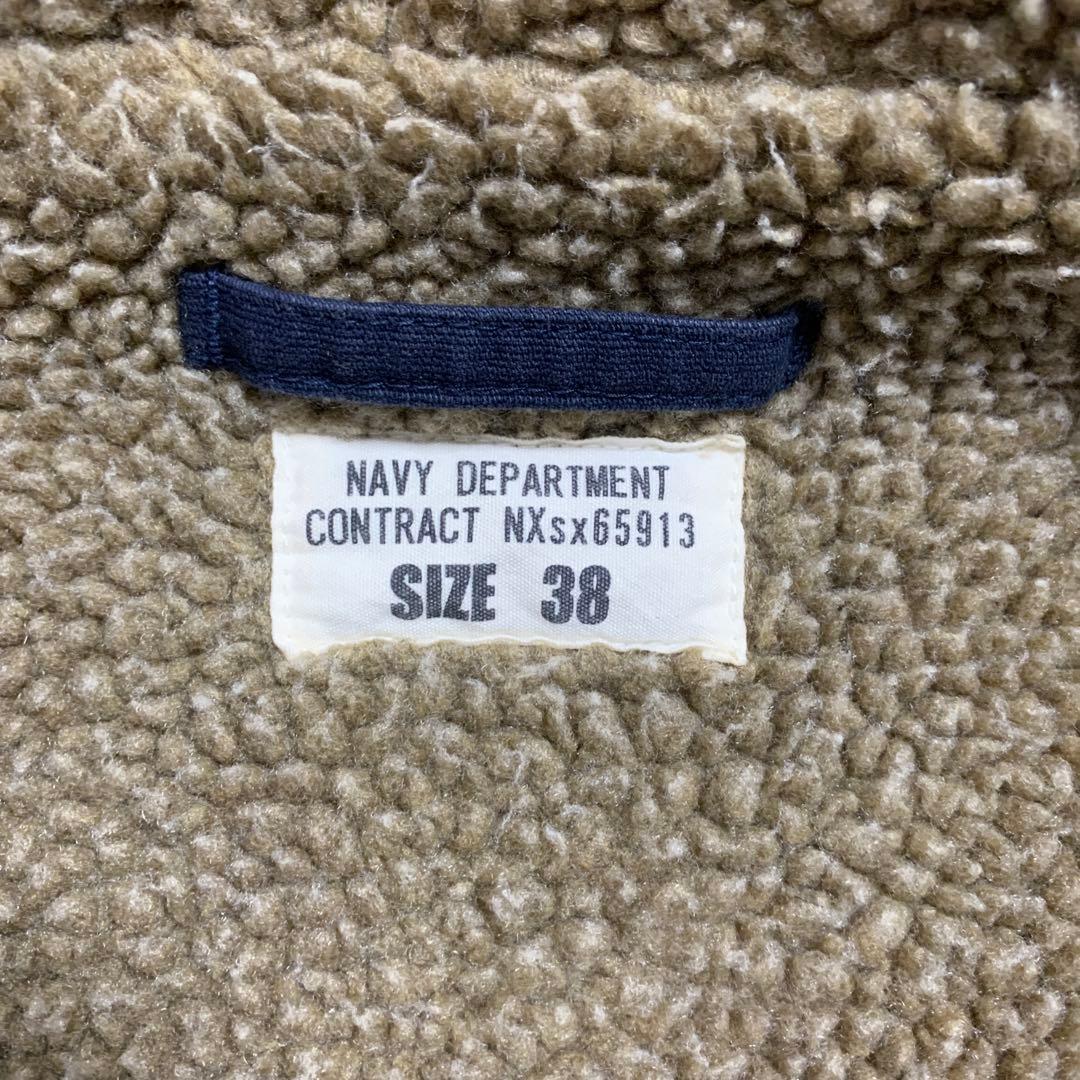 NAVY DEPARTMENT
CONTRACT NXsx65913
SIZE 38